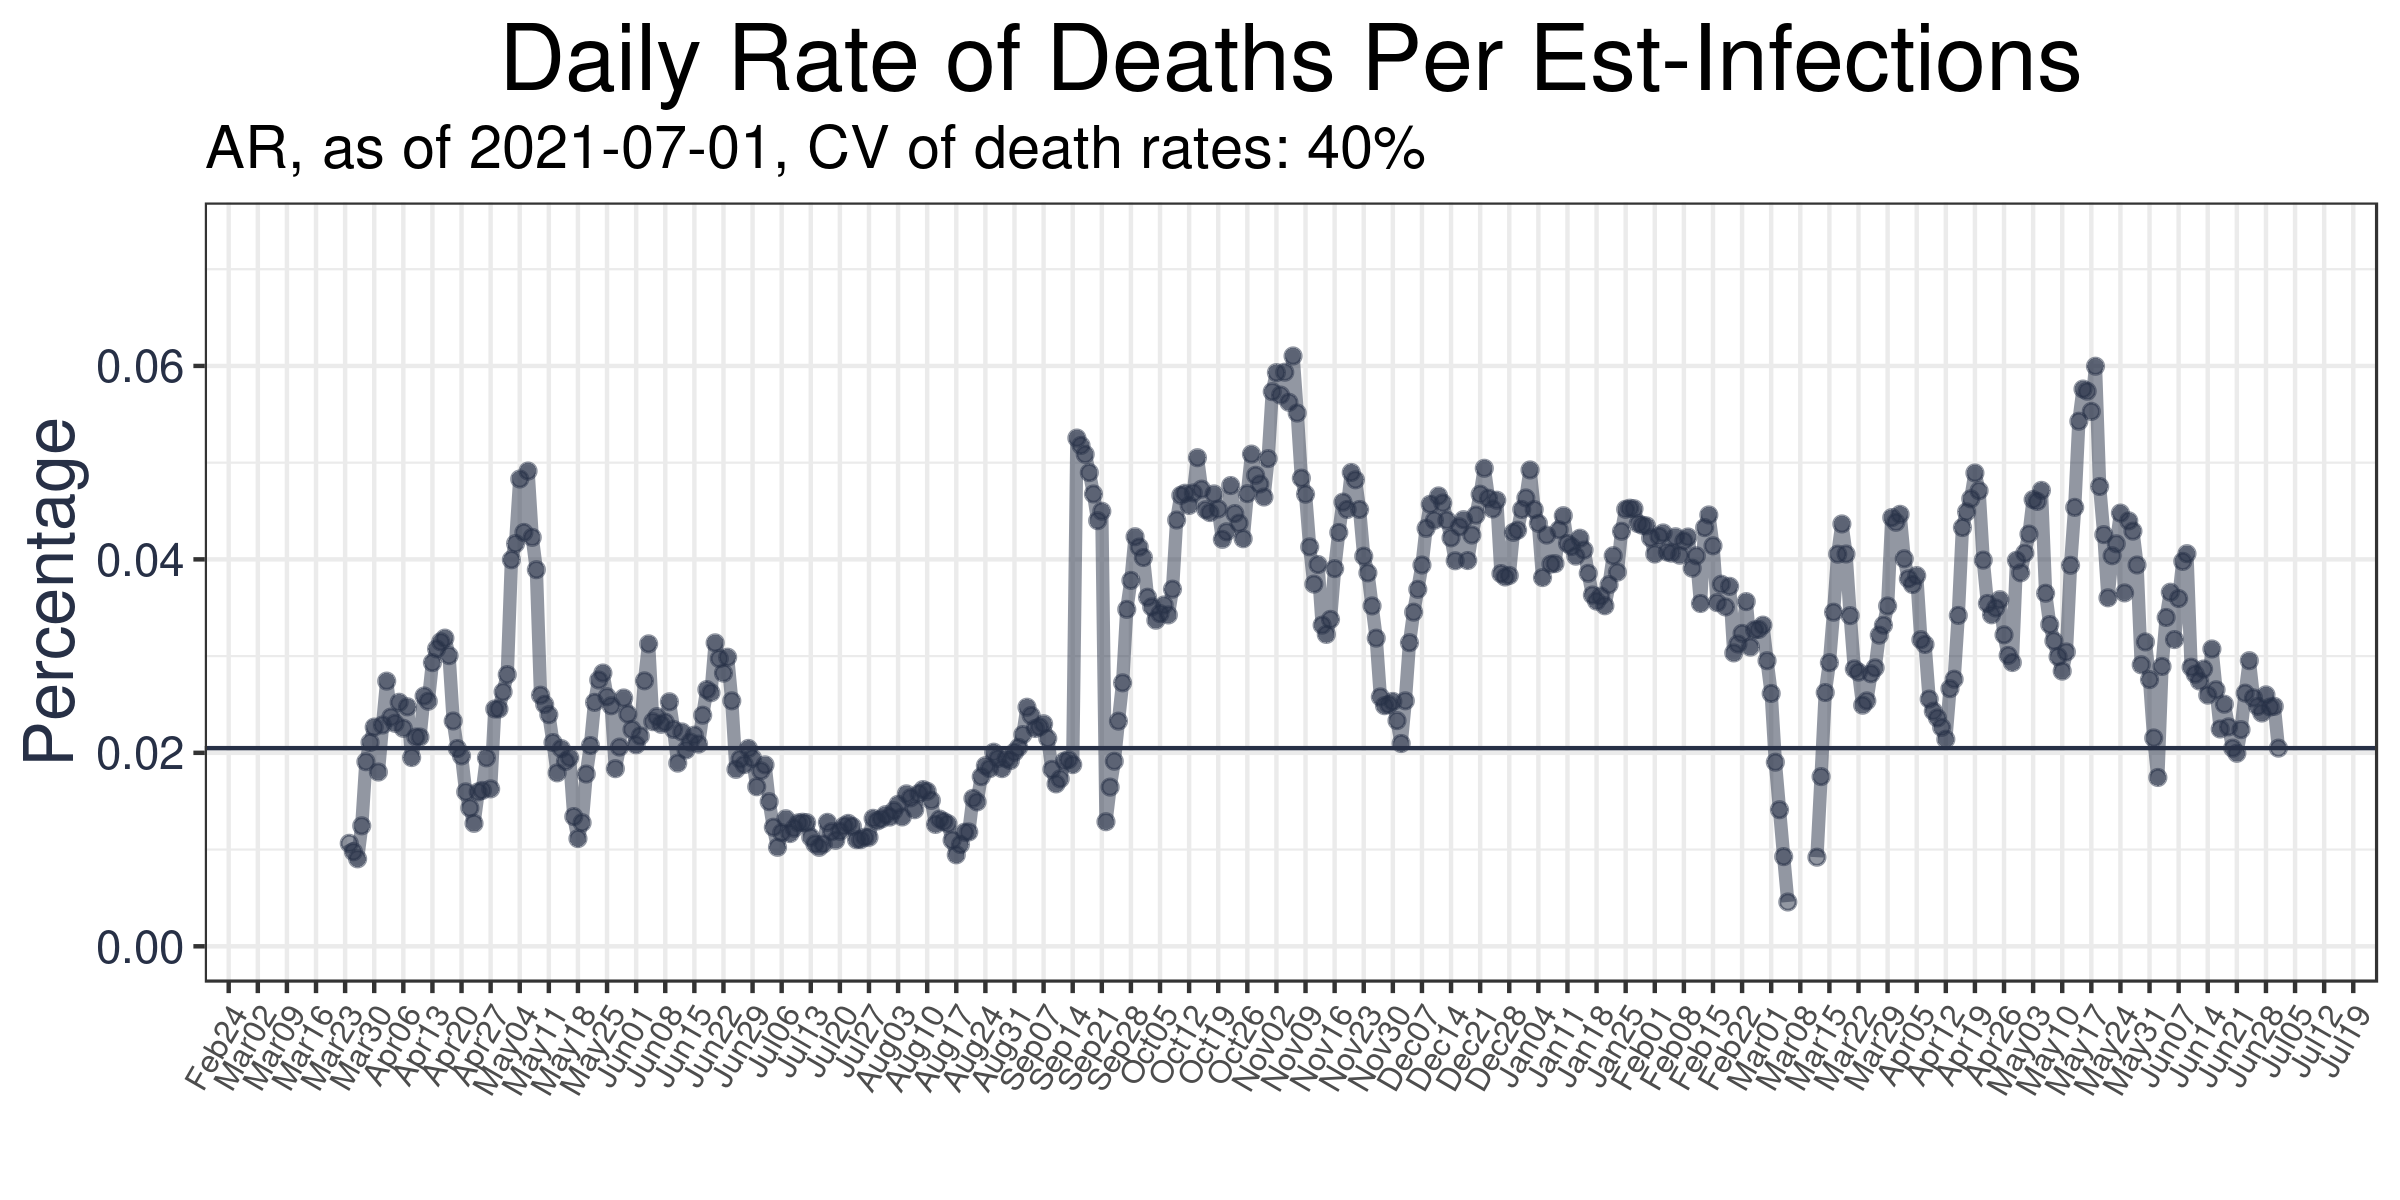 Daily Rate of Deaths Per Est-Infections
AR, as of 2021-07-01, CV of death rates: 40%
Percentage
0.06
0.04
0.02
0.00
Feb24
Mar02
Mar09
Mar16
Mar23
Mar30
Apr06
Apr13
Apr20
Apr27
May04
May11
May18
May25
Jun01
Jun08
Jun15
Jun22
Jun29
Jul06
Jul13
Jul20
Jul27
Aug03
Aug10
Aug17
Aug24
Aug31
Sep07
Sep14
Sep21
Sep28
Oct05
Oct12
Oct19
Oct26
Nov02
Nov09
Nov16
Nov23
Nov30
Dec07
Dec14
Dec21
Dec28
Jan04
Jan11
Jan18
Jan25
Feb01
Feb08
Feb15
Feb22
Mar01
Mar08
Mar15
Mar22
Mar29
Apr05
Apr12
Apr19
Apr26
May03
May10
May17
May24
May31
Jun07
Jun14
Jun21
Jun28
Jul05
Jul12
Jul19